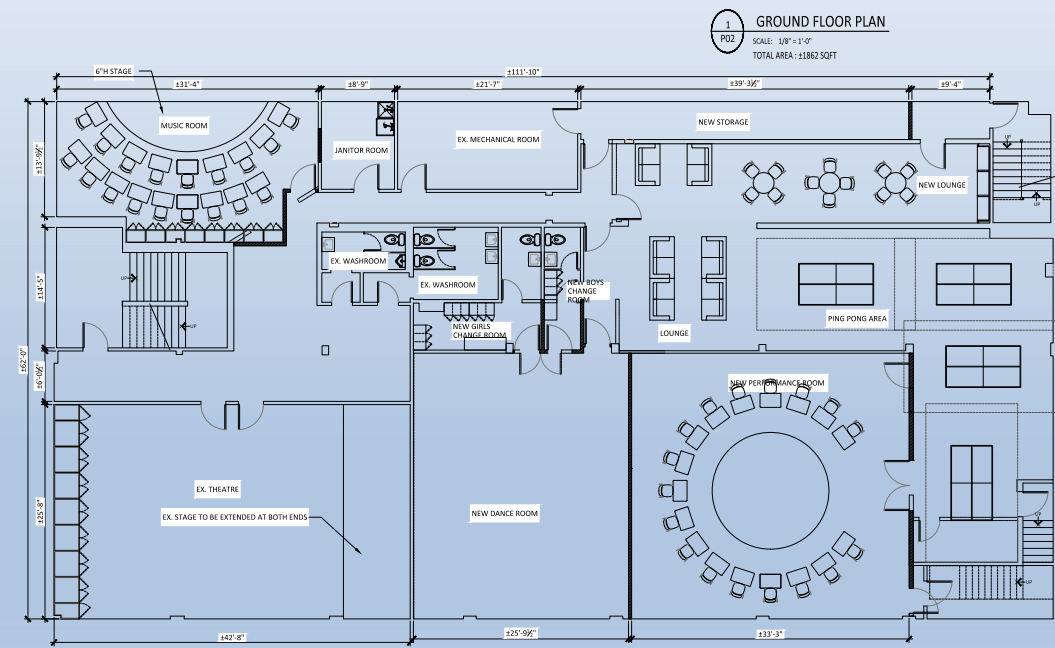 1
P02
GROUND FLOOR PLAN
SCALE: 1/8" = 1'-0"
TOTAL AREA : ±1862 SQFT
±111'-10"
6"H STAGE
±31'-4"
±8'-9"
±21'-7"
±39'-3½"
±9'-4"
MUSIC ROOM
JANITOR ROOM
EX. MECHANICAL ROOM
NEW STORAGE
NEW LOUNGE
UP
UP
±13'-9½"
±14'-5"
±62'-0"
±6'-0½"
±25'-8"
UP
UP
EX. WASHROOM
EX. WASHROOM
NEW BOYS
CHANGE
ROOM
NEW GIRLS
CHANGE ROOM
LOUNGE
PING PONG AREA
NEW PERFORMANCE ROOM
EX. THEATRE
EX. STAGE TO BE EXTENDED AT BOTH ENDS
NEW DANCE ROOM
UP
UP
±42'-8"
±25'-9½"
±33'-3"